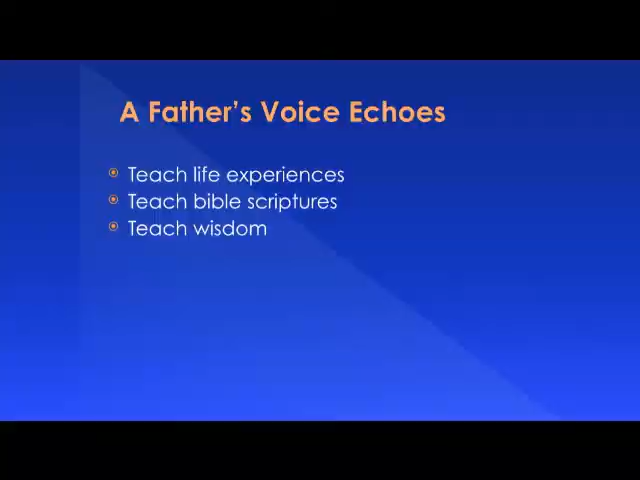 A Father's Voice Echoes
Teach life experiences
Teach bible scriptures
Teach wisdom